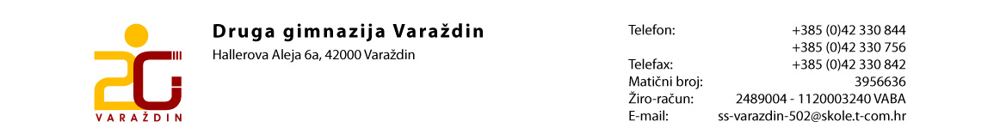 2G
VARAŽDIN
Druga gimnazija Varaždin
Hallerova Aleja 6a, 42000 Varaždin
Telefon: +385 (0)42 330 844
+385 (0)42 330 756
Telefax: +385 (0)42 330 842
Matični broj: 3956636
Žiro-račun: 2489004 - 1120003240 VABA
E-mail: ss-varazdin-502@skole.t-com.hr